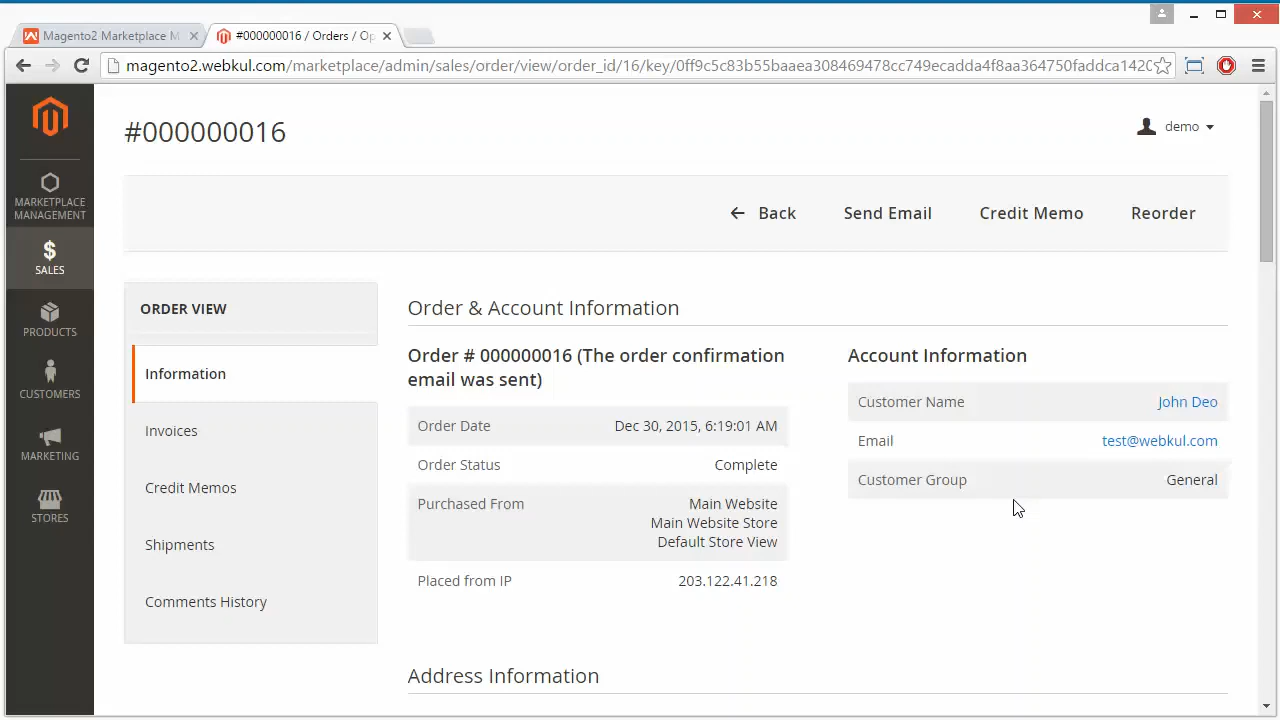 Magento2 Marketplace M
#000000016 / Orders / Op
magento2.webkul.com/marketplace/admin/sales/order/view/order_id/16/key/0ff9c5c83b55baaea308469478cc749ecadda4f8aa364750faddca142c
#000000016
demo
MARKETPLACE
MANAGEMENT
$
SALES
PRODUCTS
CUSTOMERS
MARKETING
STORES
Back
Send Email
Credit Memo
Reorder
ORDER VIEW
Information
Invoices
Credit Memos
Shipments
Comments History
Order & Account Information
Order # 000000016 (The order confirmation
email was sent)
Order Date Dec 30, 2015, 6:19:01 AM
Order Status Complete
Purchased From Main Website
Main Website Store
Default Store View
Placed from IP 203.122.41.218
Account Information
Customer Name John Deo
Email test@webkul.com
Customer Group General
Address Information